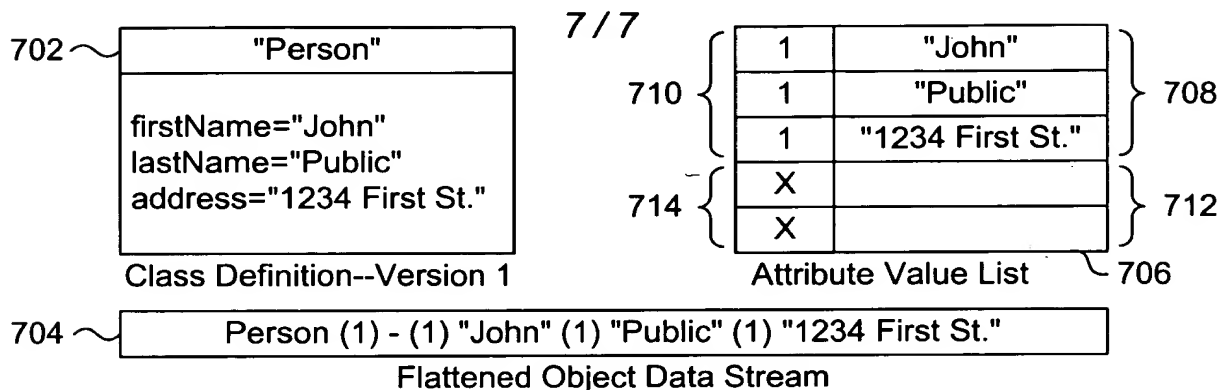 7/7
702
"Person"
firstName="John"
lastName="Public"
address="1234 First St."
Class Definition--Version 1
710
1 "John"
1 "Public"
1 "1234 First St."
708
714
X
X
712
Attribute Value List
706
704
Person (1) - (1) "John" (1) "Public" (1) "1234 First St."
Flattened Object Data Stream